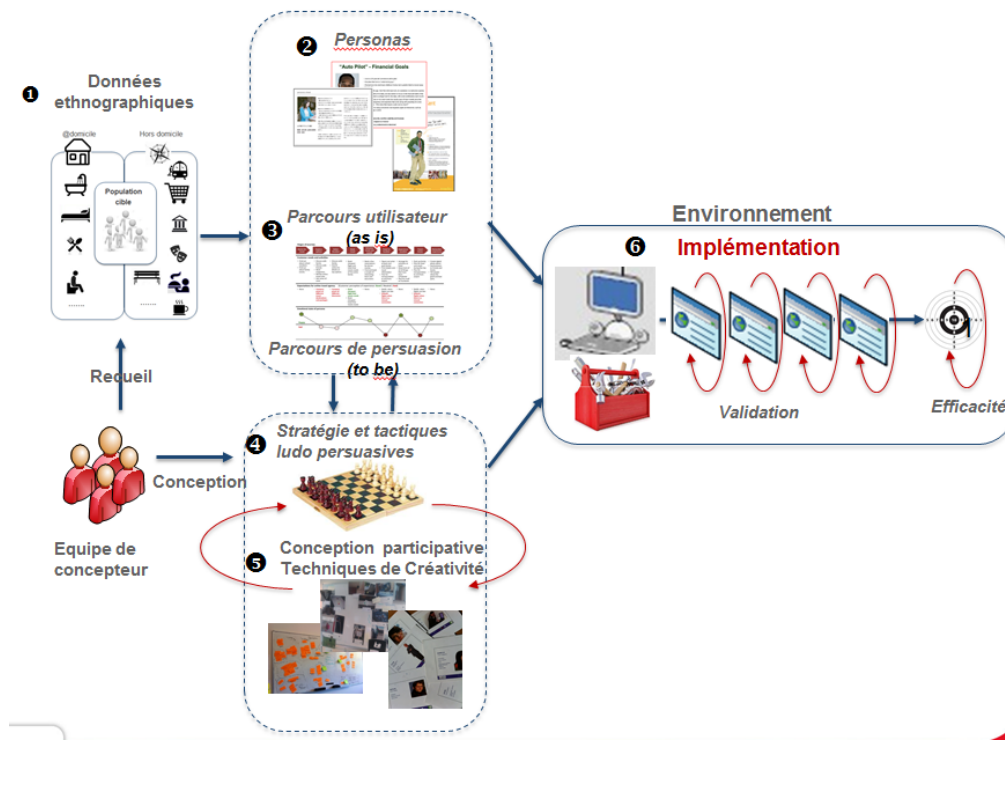 ❶
Données
ethnographiques
@domicile
Hors domicile
Population
cible
........
........
Recueil
Equipe de
concepteur
Conception
❷ Personas
"Auto Pilot" - Financial Goals
❸ Parcours utilisateur
(as is)
Parcours de persuasion
(to be)
❹ Stratégie et tactiques
ludo persuasives
Conception participative
❺ Techniques de Créativité
Environnement
❻ Implémentation
Validation
Efficacité